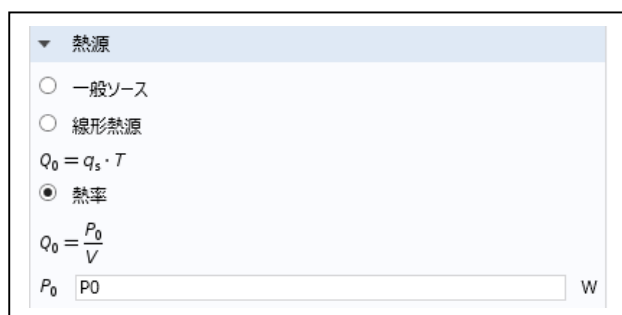 熱源
一般ソース
線形熱源
Q₀ = qₛ · T
熱率
Q₀ = P₀ / V
P₀ P0 W